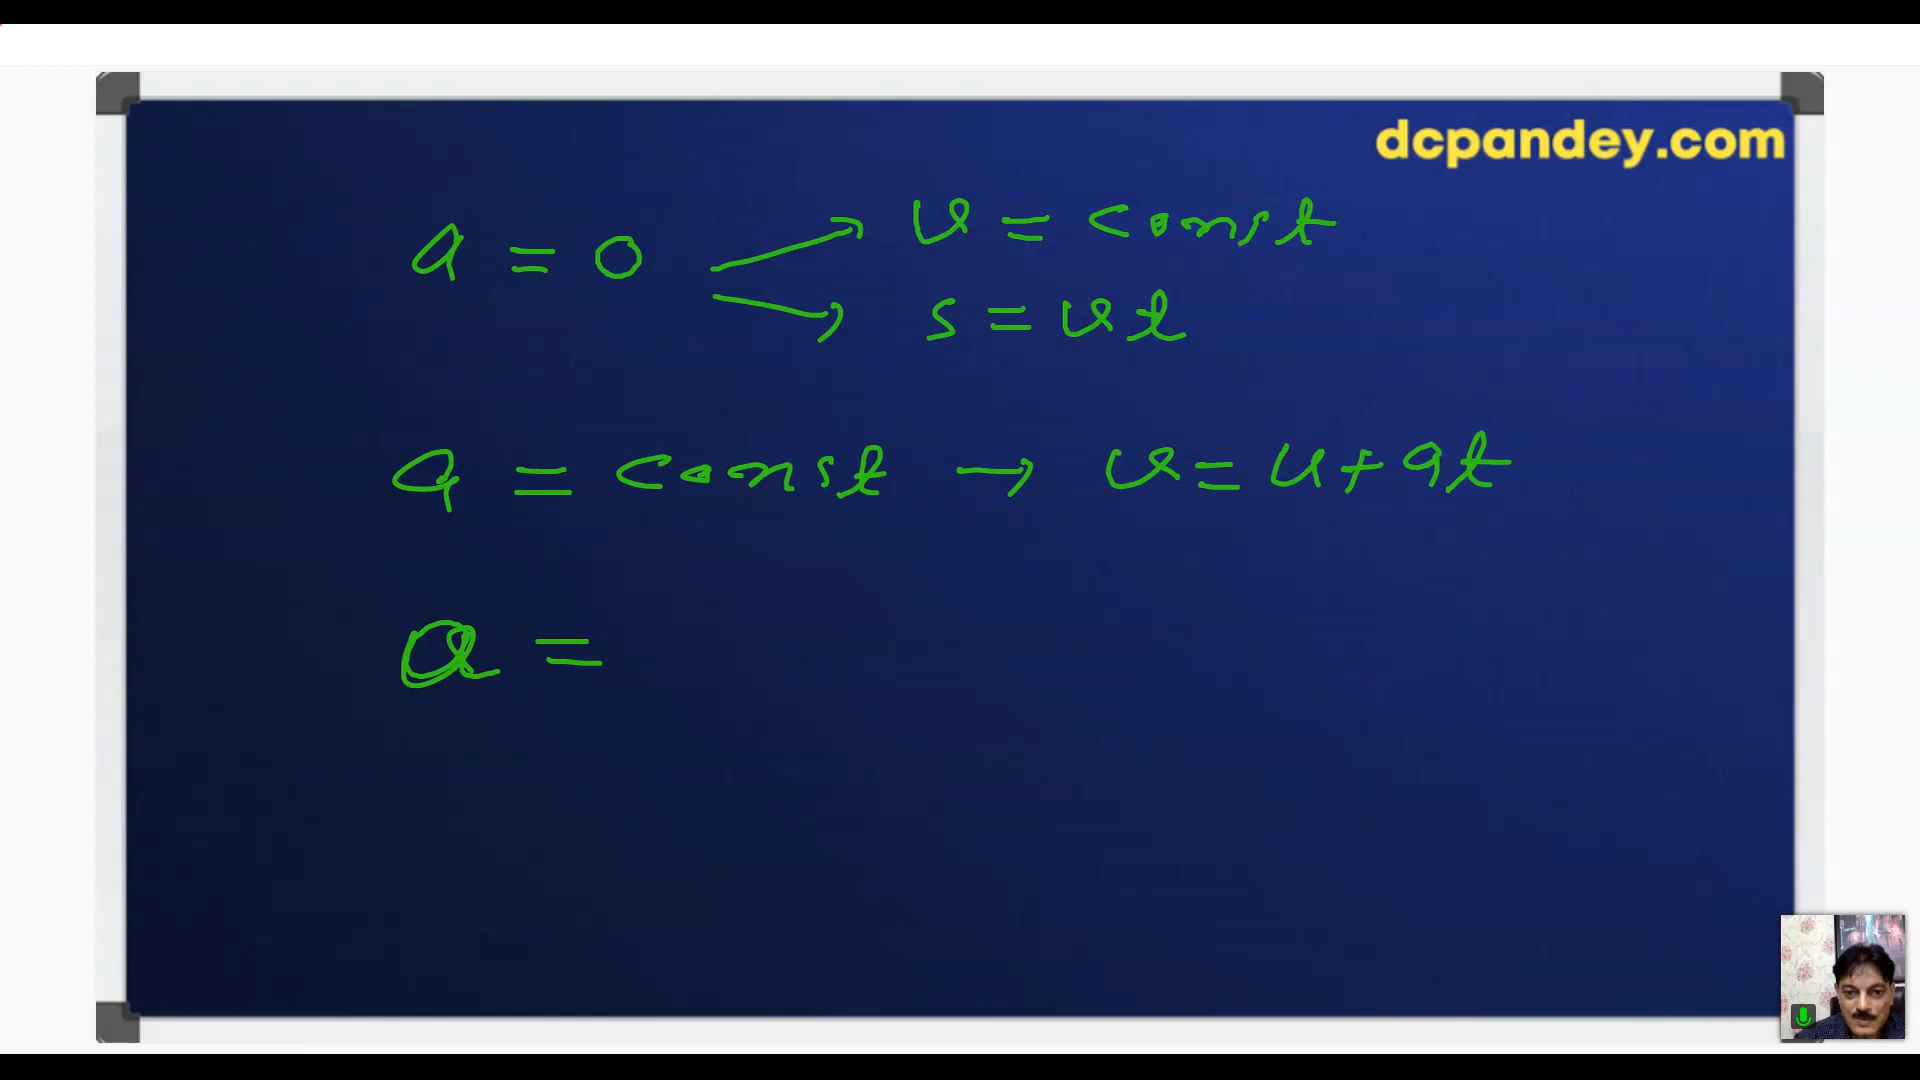 dcpandey.com
a = 0 → v = const
→ s = vt
a = const → v = u + at
a =